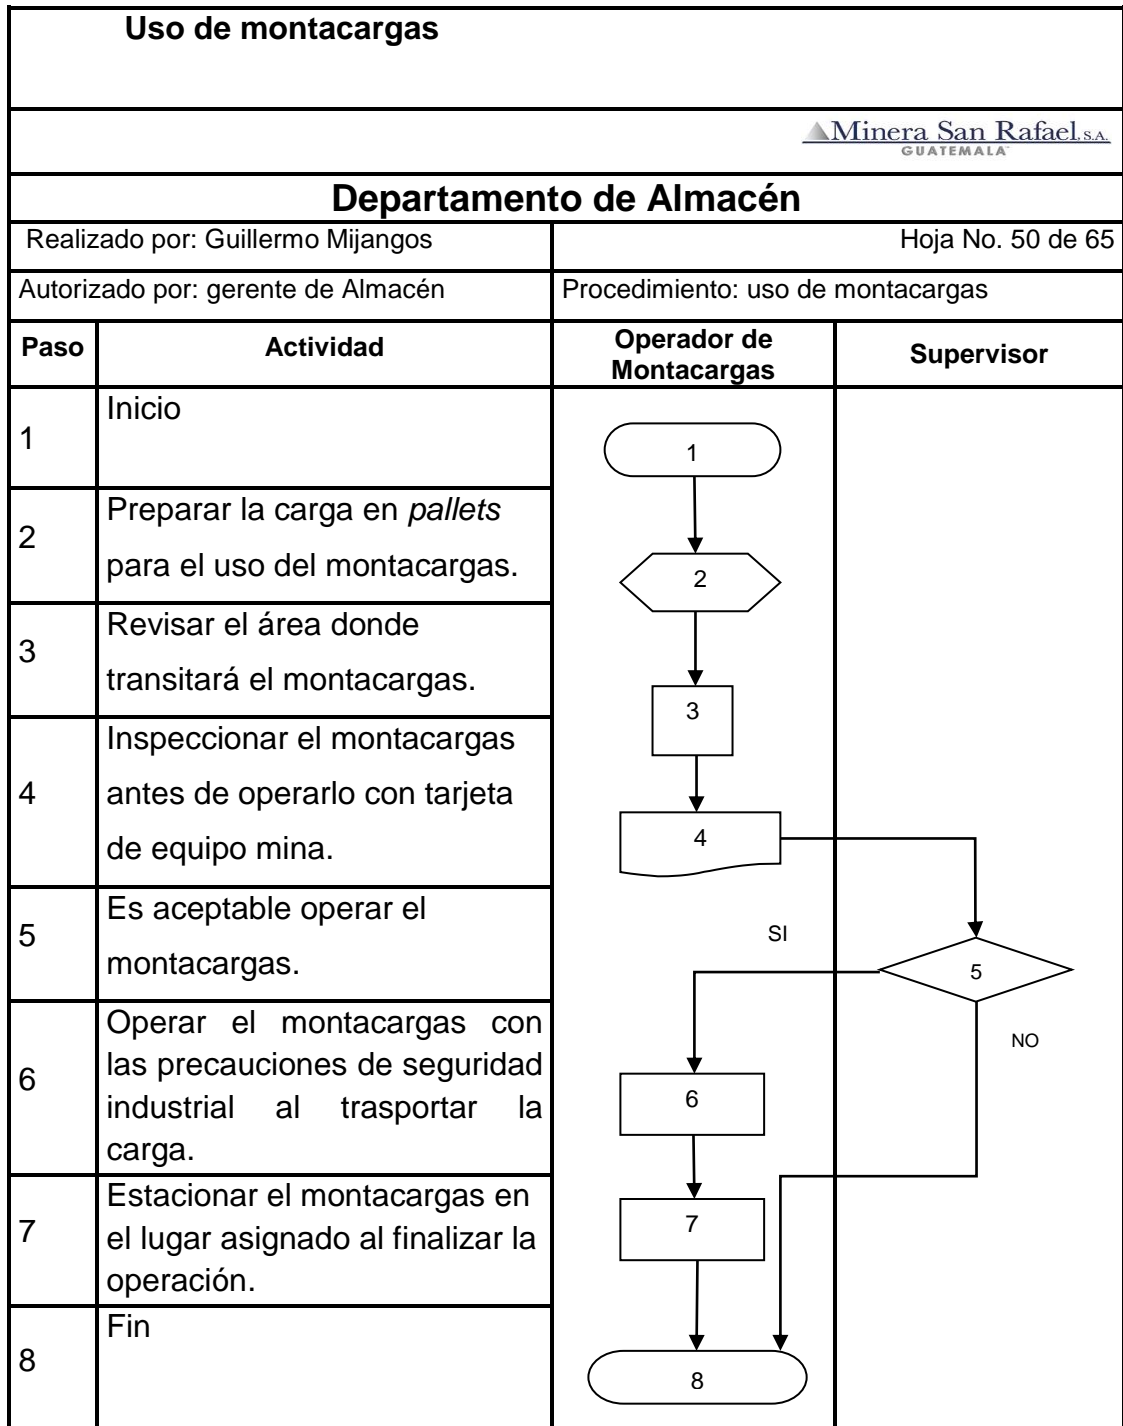 Uso de montacargas
Minera San Rafael, S.A.
GUATEMALA
Departamento de Almacén
Realizado por: Guillermo Mijangos
Hoja No. 50 de 65
Autorizado por: gerente de Almacén
Procedimiento: uso de montacargas
Paso
Actividad
Operador de
Montacargas
Supervisor
1
Inicio
2
Preparar la carga en pallets
para el uso del montacargas.
3
Revisar el área donde
transitará el montacargas.
4
Inspeccionar el montacargas
antes de operarlo con tarjeta
de equipo mina.
5
Es aceptable operar el
montacargas.
6
Operar el montacargas con
las precauciones de seguridad
industrial al trasportar la
carga.
7
Estacionar el montacargas en
el lugar asignado al finalizar la
operación.
8
Fin
1
2
3
4
SI
5
NO
6
7
8